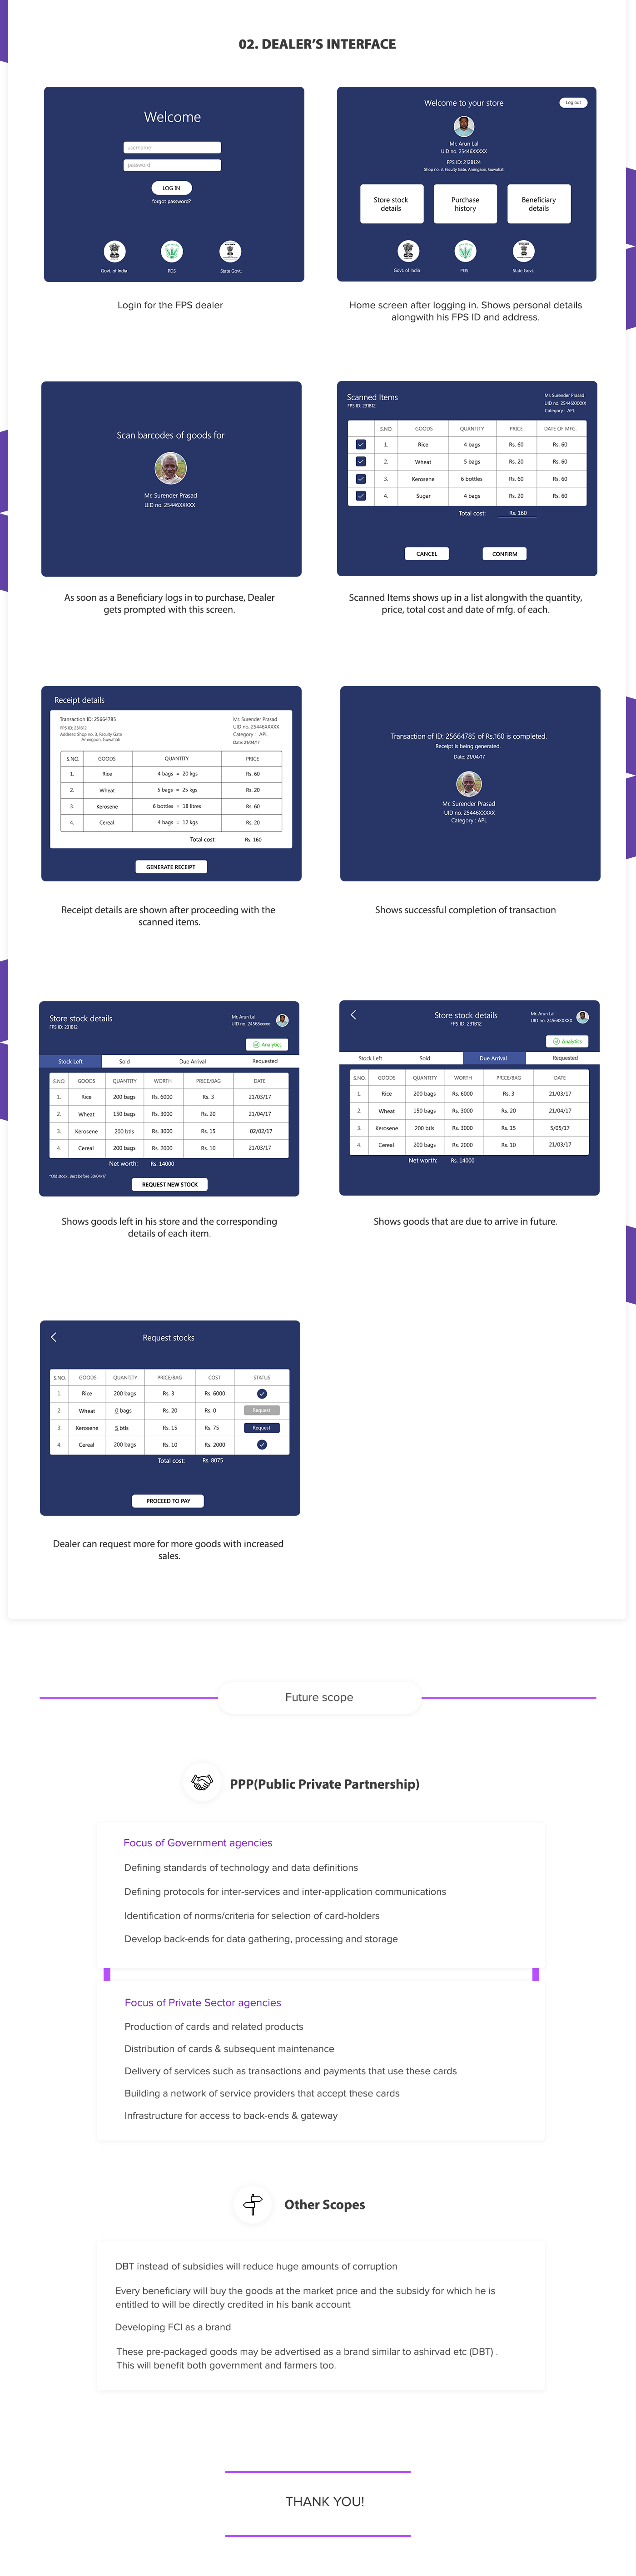 02. DEALER'S INTERFACE
Welcome
username
password
LOG IN
forgot password?
Govt. of India
PDS
State Govt.
Login for the FPS dealer
Welcome to your store
Log out
Mr. Arun Lal
UID no. 25446XXXXX
FPS ID: 2128124
Shop no. 3, Faculty Gate, Amingaon, Guwahati
Store stock details
Purchase history
Beneficiary details
Govt. of India
PDS
State Govt.
Home screen after logging in. Shows personal details
alongwith his FPS ID and address.
Scan barcodes of goods for
Mr. Surender Prasad
UID no. 25446XXXXX
As soon as a Beneficiary logs in to purchase, Dealer
gets prompted with this screen.
Scanned Items
FPS ID: 231812
Mr. Surender Prasad
UID no. 25446XXXXX
Category : APL
S.NO. GOODS QUANTITY PRICE DATE OF MFG.
1. Rice 4 bags Rs. 60 Rs. 60
2. Wheat 5 bags Rs. 20 Rs. 60
3. Kerosene 6 bottles Rs. 60 Rs. 60
4. Sugar 4 bags Rs. 20 Rs. 60
Total cost: Rs. 160
CANCEL
CONFIRM
Scanned Items shows up in a list alongwith the quantity,
price, total cost and date of mfg. of each.
Receipt details
Transaction ID: 25664785
FPS ID: 231812
Address: Shop no. 3, Faculty Gate
Amingaon, Guwahati
Mr. Surender Prasad
UID no. 25446XXXXX
Category : APL
Date: 21/04/17
S.NO. GOODS QUANTITY PRICE
1. Rice 4 bags = 20 kgs Rs. 60
2. Wheat 5 bags = 25 kgs Rs. 20
3. Kerosene 6 bottles = 18 litres Rs. 60
4. Cereal 4 bags = 12 kgs Rs. 20
Total cost: Rs. 160
GENERATE RECEIPT
Receipt details are shown after proceeding with the
scanned items.
Transaction of ID: 25664785 of Rs.160 is completed.
Receipt is being generated.
Date: 21/04/17
Mr. Surender Prasad
UID no. 25446XXXXX
Category : APL
Shows successful completion of transaction
Store stock details
FPS ID: 231812
Mr. Arun Lal
UID no. 24568xxxxx
Analytics
Stock Left Sold Due Arrival Requested
S.NO. GOODS QUANTITY WORTH PRICE/BAG DATE
1. Rice 200 bags Rs. 6000 Rs. 3 21/03/17
2. Wheat 150 bags Rs. 3000 Rs. 20 21/04/17
3. Kerosene 200 btls Rs. 3000 Rs. 15 02/02/17
4. Cereal 200 bags Rs. 2000 Rs. 10 21/03/17
Net worth: Rs. 14000
*Old stock. Best before 30/04/17
REQUEST NEW STOCK
Shows goods left in his store and the corresponding
details of each item.
Store stock details
FPS ID: 231812
Mr. Arun Lal
UID no. 24568XXXXX
Analytics
Stock Left Sold Due Arrival Requested
S.NO. GOODS QUANTITY WORTH PRICE/BAG DATE
1. Rice 200 bags Rs. 6000 Rs. 3 21/03/17
2. Wheat 150 bags Rs. 3000 Rs. 20 21/04/17
3. Kerosene 200 btls Rs. 3000 Rs. 15 5/05/17
4. Cereal 200 bags Rs. 2000 Rs. 10 21/03/17
Net worth: Rs. 14000
Shows goods that are due to arrive in future.
Request stocks
S.NO. GOODS QUANTITY PRICE/BAG COST STATUS
1. Rice 200 bags Rs. 3 Rs. 6000
2. Wheat 0 bags Rs. 20 Rs. 0 Request
3. Kerosene 5 btls Rs. 15 Rs. 75 Request
4. Cereal 200 bags Rs. 10 Rs. 2000
Total cost: Rs. 8075
PROCEED TO PAY
Dealer can request more for more goods with increased
sales.
Future scope
PPP(Public Private Partnership)
Focus of Government agencies
Defining standards of technology and data definitions
Defining protocols for inter-services and inter-application communications
Identification of norms/criteria for selection of card-holders
Develop back-ends for data gathering, processing and storage
Focus of Private Sector agencies
Production of cards and related products
Distribution of cards & subsequent maintenance
Delivery of services such as transactions and payments that use these cards
Building a network of service providers that accept these cards
Infrastructure for access to back-ends & gateway
Other Scopes
DBT instead of subsidies will reduce huge amounts of corruption
Every beneficiary will buy the goods at the market price and the subsidy for which he is
entitled to will be directly credited in his bank account
Developing FCI as a brand
These pre-packaged goods may be advertised as a brand similar to ashirvad etc (DBT) .
This will benefit both government and farmers too.
THANK YOU!